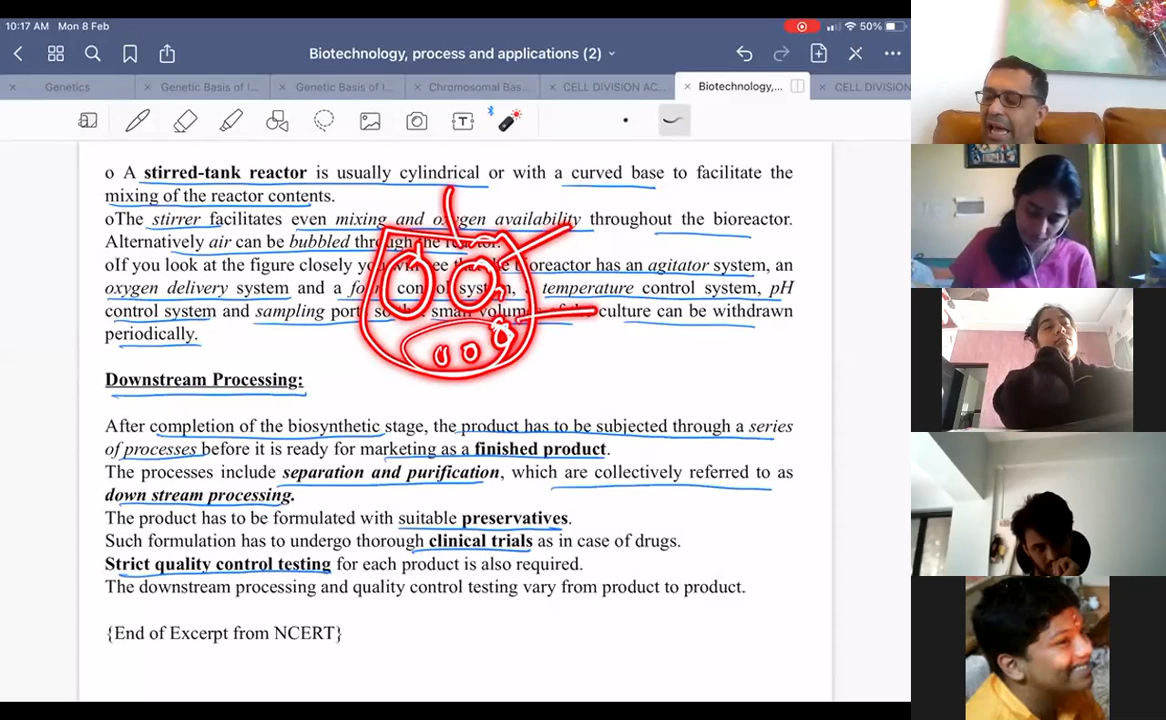 10:17 AM Mon 8 Feb
50%
Biotechnology, process and applications (2)
Genetics
Genetic Basis of I...
Genetic Basis of I...
Chromosomal Bas...
CELL DIVISION AC...
Biotechnology,...
CELL DIVISION
T
o A stirred-tank reactor is usually cylindrical or with a curved base to facilitate the
mixing of the reactor contents.
oThe stirrer facilitates even mixing and oxygen availability throughout the bioreactor.
Alternatively air can be bubbled through the reactor.
oIf you look at the figure closely you will see that the bioreactor has an agitator system, an
oxygen delivery system and a foam control system, a temperature control system, pH
control system and sampling ports so that small volumes of the culture can be withdrawn
periodically.
Downstream Processing:
After completion of the biosynthetic stage, the product has to be subjected through a series
of processes before it is ready for marketing as a finished product.
The processes include separation and purification, which are collectively referred to as
down stream processing.
The product has to be formulated with suitable preservatives.
Such formulation has to undergo thorough clinical trials as in case of drugs.
Strict quality control testing for each product is also required.
The downstream processing and quality control testing vary from product to product.
{End of Excerpt from NCERT}